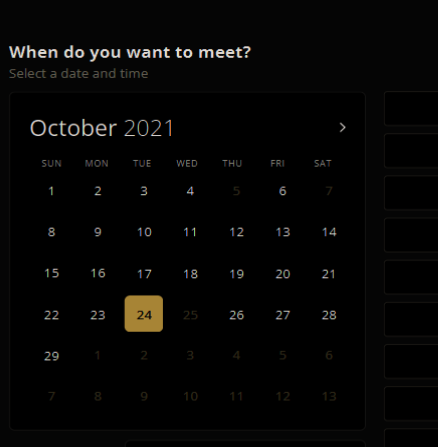 When do you want to meet?
Select a date and time
October 2021 >
SUN MON TUE WED THU FRI SAT
1 2 3 4 5 6 7
8 9 10 11 12 13 14
15 16 17 18 19 20 21
22 23 24 25 26 27 28
29 1 2 3 4 5 6
7 8 9 10 11 12 13